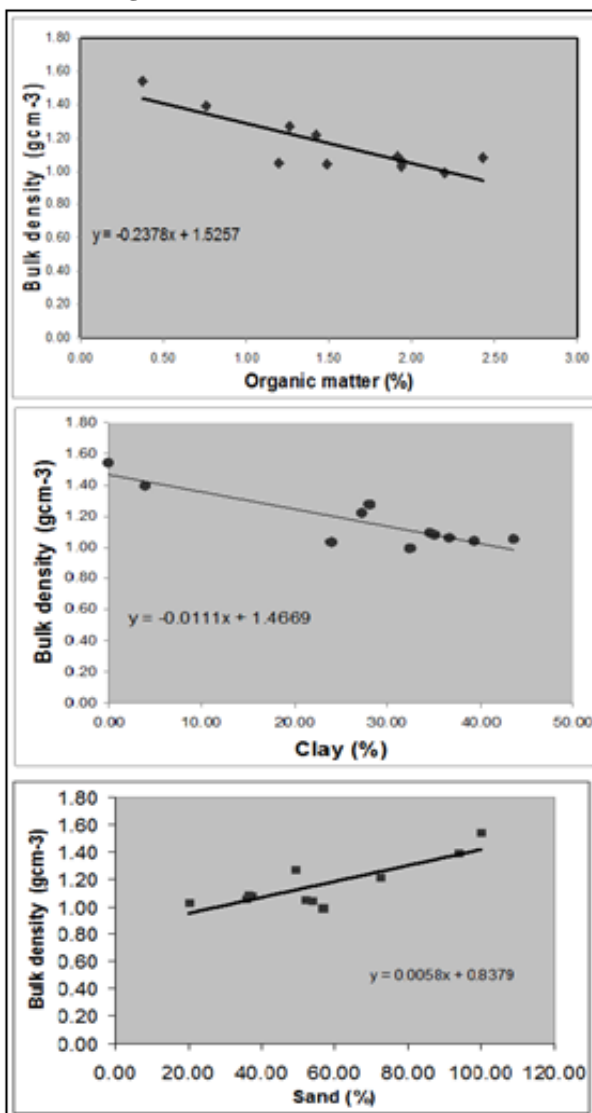 1.80
1.60
1.40
1.20
1.00
0.80
0.60
0.40
0.20
0.00
Bulk density (gcm-3)
y = -0.2378x + 1.5257
0.00 0.50 1.00 1.50 2.00 2.50 3.00
Organic matter (%)
1.80
1.60
1.40
1.20
1.00
0.80
0.60
0.40
0.20
0.00
Bulk density (gcm-3)
y = -0.0111x + 1.4669
0.00 10.00 20.00 30.00 40.00 50.00
Clay (%)
1.80
1.60
1.40
1.20
1.00
0.80
0.60
0.40
0.20
0.00
Bulk density (gcm-3)
y = 0.0058x + 0.8379
0.00 20.00 40.00 60.00 80.00 100.00 120.00
Sand (%)